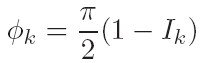 $\phi_k = \frac{\pi}{2}(1 - I_k)$